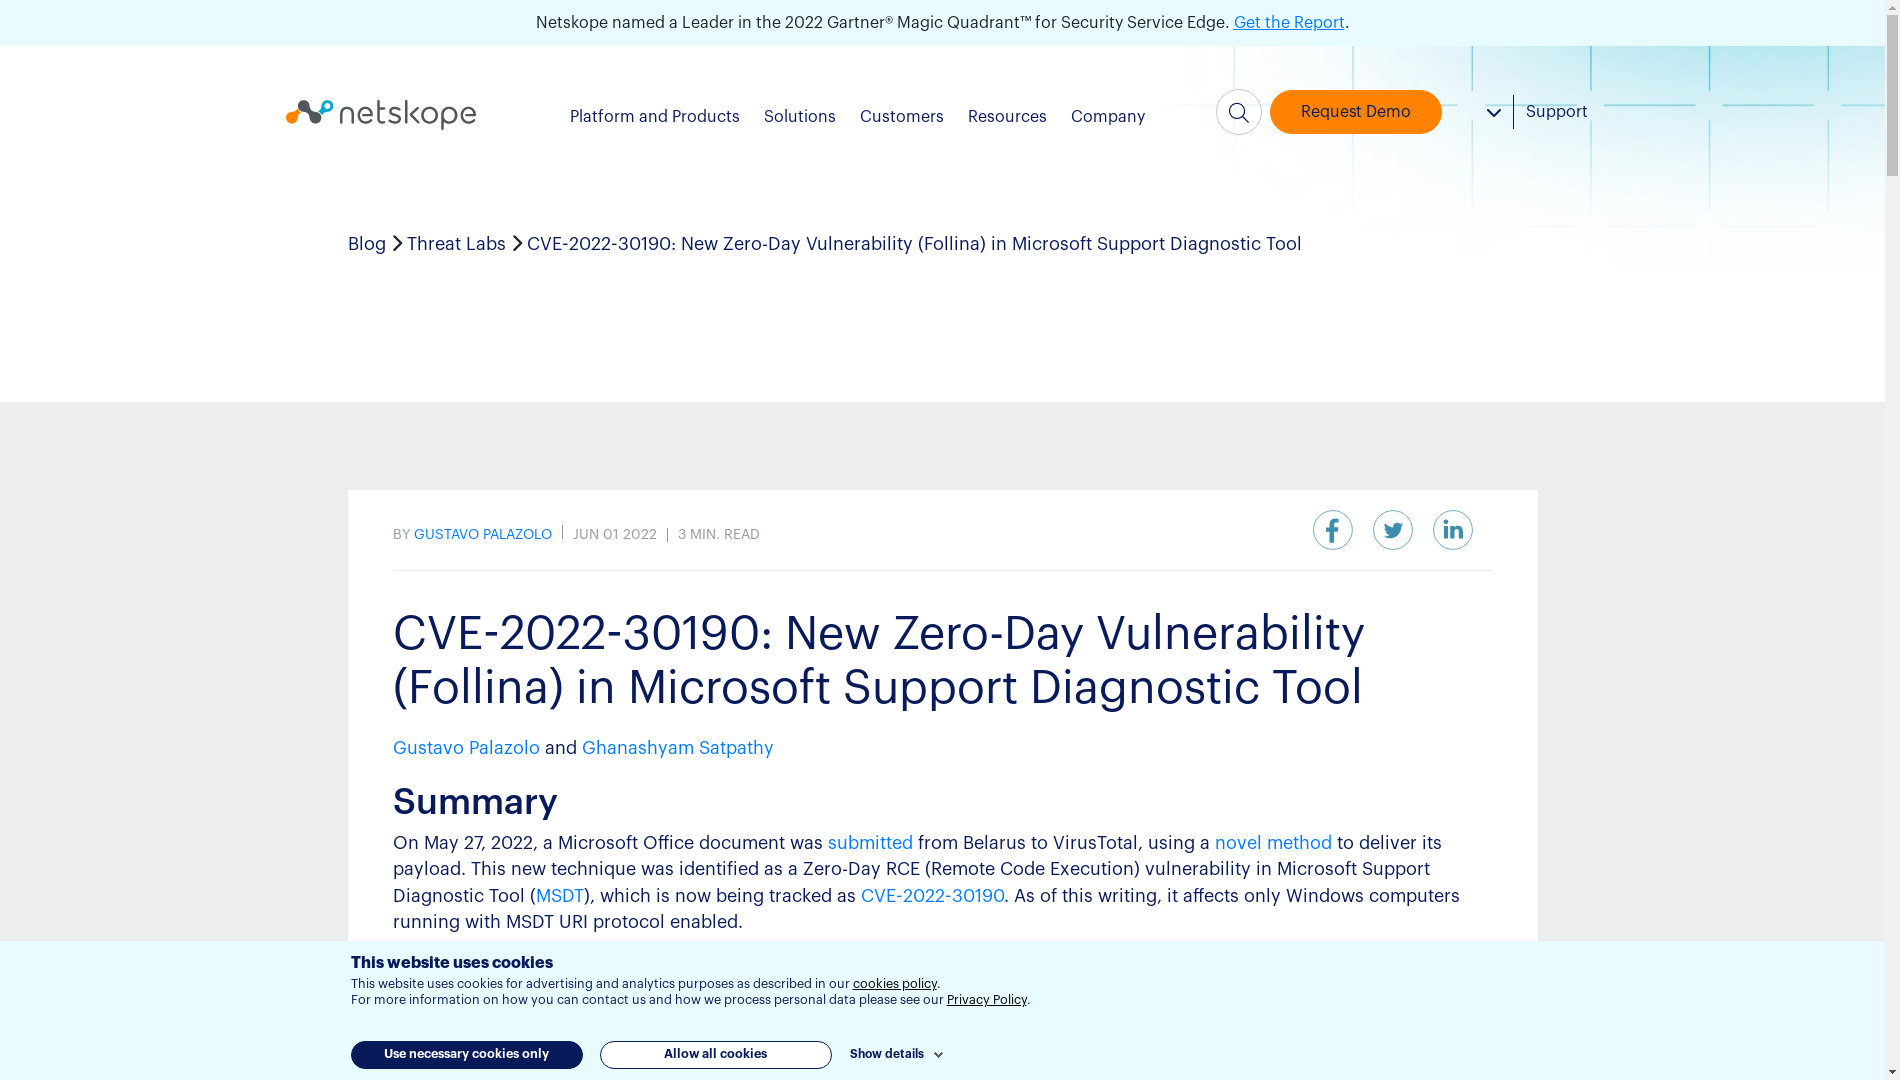 Netskope named a Leader in the 2022 Gartner® Magic Quadrant™ for Security Service Edge. Get the Report.
netskope
Platform and Products Solutions Customers Resources Company
Request Demo
Support
Blog > Threat Labs > CVE-2022-30190: New Zero-Day Vulnerability (Follina) in Microsoft Support Diagnostic Tool
BY GUSTAVO PALAZOLO | JUN 01 2022 | 3 MIN. READ
CVE-2022-30190: New Zero-Day Vulnerability
(Follina) in Microsoft Support Diagnostic Tool
Gustavo Palazolo and Ghanashyam Satpathy
Summary
On May 27, 2022, a Microsoft Office document was submitted from Belarus to VirusTotal, using a novel method to deliver its
payload. This new technique was identified as a Zero-Day RCE (Remote Code Execution) vulnerability in Microsoft Support
Diagnostic Tool (MSDT), which is now being tracked as CVE-2022-30190. As of this writing, it affects only Windows computers
running with MSDT URI protocol enabled.
This website uses cookies
This website uses cookies for advertising and analytics purposes as described in our cookies policy.
For more information on how you can contact us and how we process personal data please see our Privacy Policy.
Use necessary cookies only
Allow all cookies
Show details